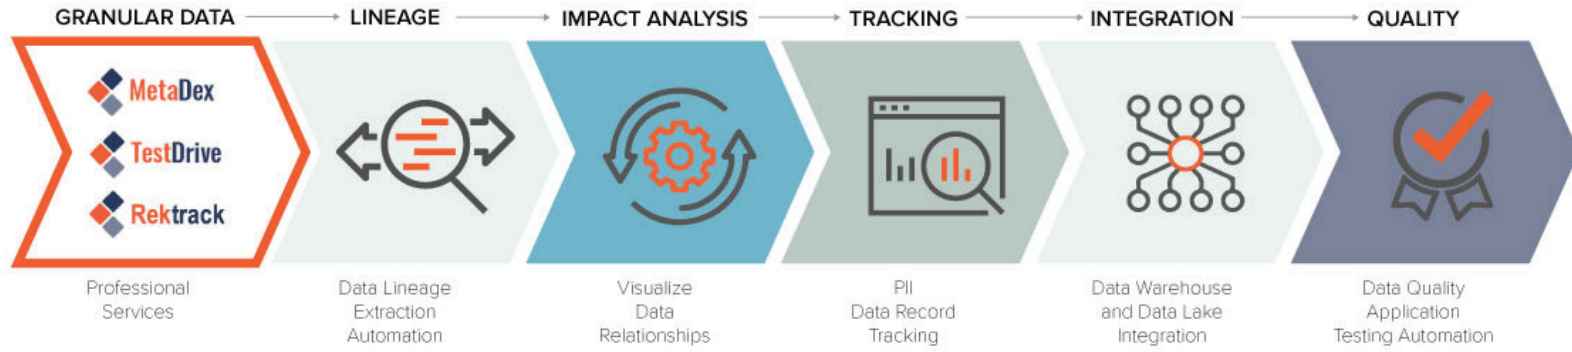 GRANULAR DATA
LINEAGE
IMPACT ANALYSIS
TRACKING
INTEGRATION
QUALITY
MetaDex
TestDrive
Rektrack
Professional
Services
Data Lineage
Extraction
Automation
Visualize
Data
Relationships
PII
Data Record
Tracking
Data Warehouse
and Data Lake
Integration
Data Quality
Application
Testing Automation